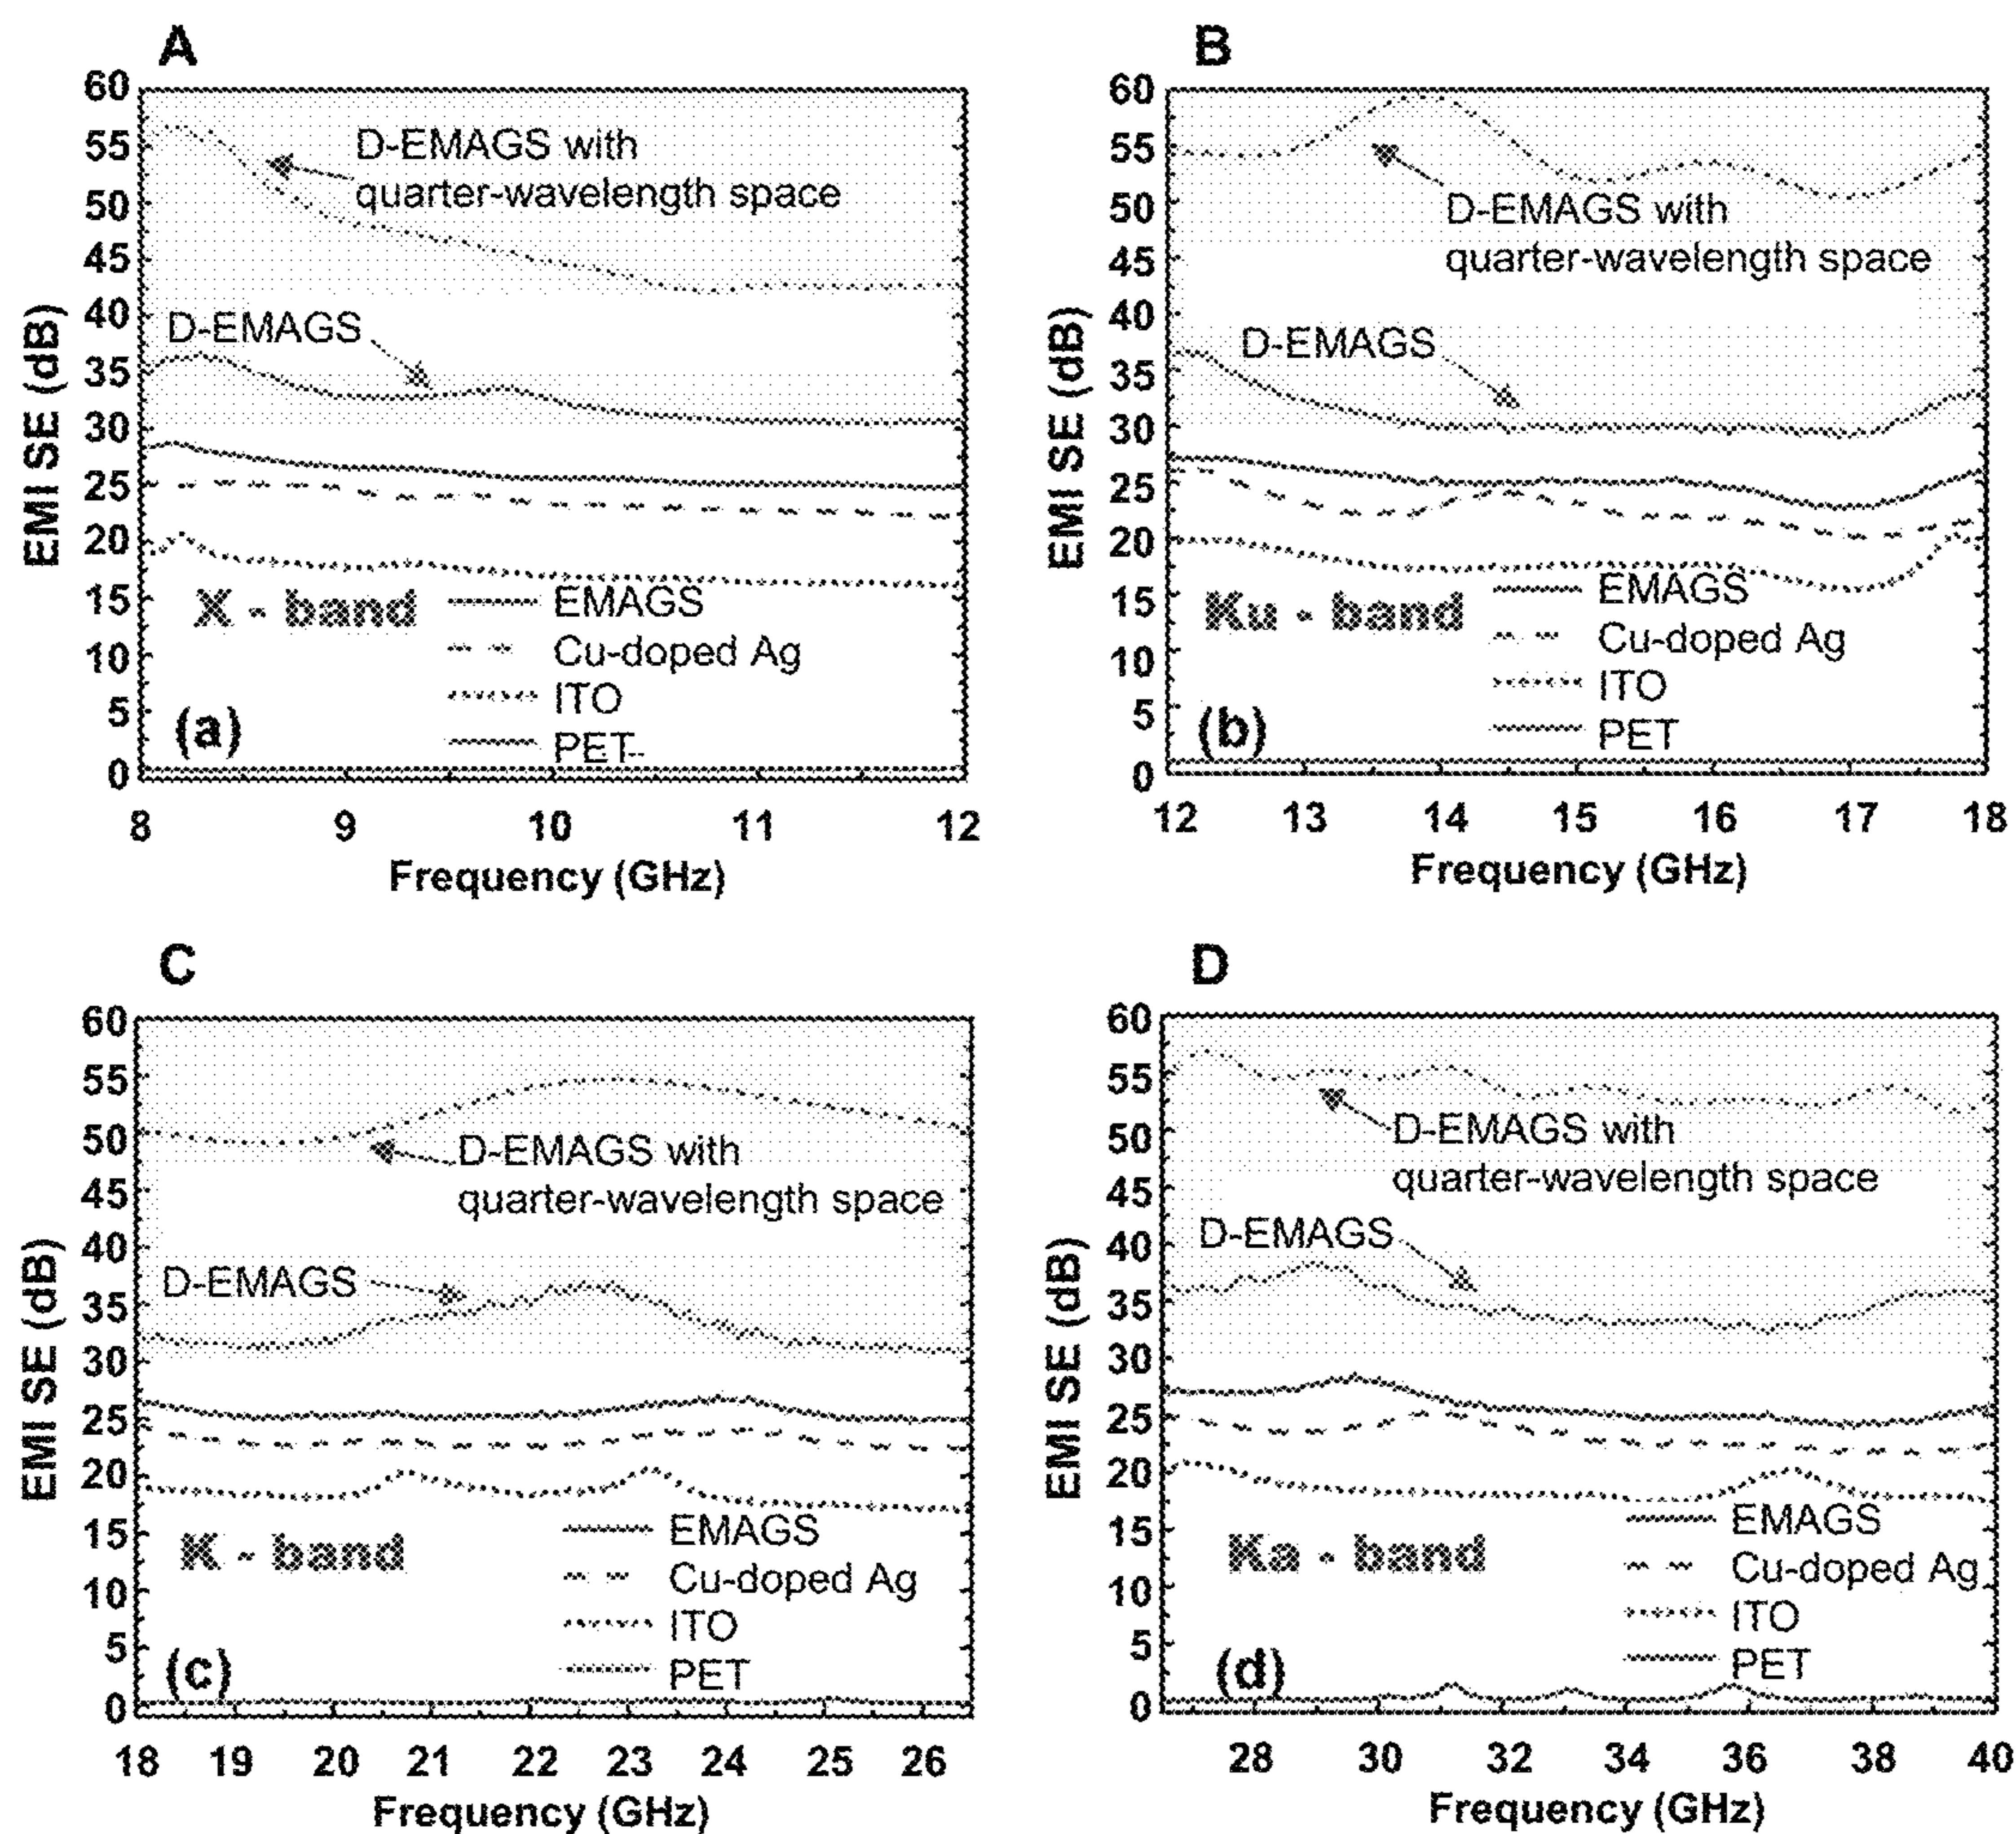 A
EMI SE (dB)
60
55
50
45
40
35
30
25
20
15
10
5
0
D-EMAGS with
quarter-wavelength space
D-EMAGS
X - band
EMAGS
Cu-doped Ag
ITO
PET
(a)
8 9 10 11 12
Frequency (GHz)
B
EMI SE (dB)
60
55
50
45
40
35
30
25
20
15
10
5
0
D-EMAGS with
quarter-wavelength space
D-EMAGS
Ku - band
EMAGS
Cu-doped Ag
ITO
PET
(b)
12 13 14 15 16 17 18
Frequency (GHz)
C
EMI SE (dB)
60
55
50
45
40
35
30
25
20
15
10
5
0
D-EMAGS with
quarter-wavelength space
D-EMAGS
K - band
EMAGS
Cu-doped Ag
ITO
PET
(c)
18 19 20 21 22 23 24 25 26
Frequency (GHz)
D
EMI SE (dB)
60
55
50
45
40
35
30
25
20
15
10
5
0
D-EMAGS with
quarter-wavelength space
D-EMAGS
Ka - band
EMAGS
Cu-doped Ag
ITO
PET
(d)
28 30 32 34 36 38 40
Frequency (GHz)